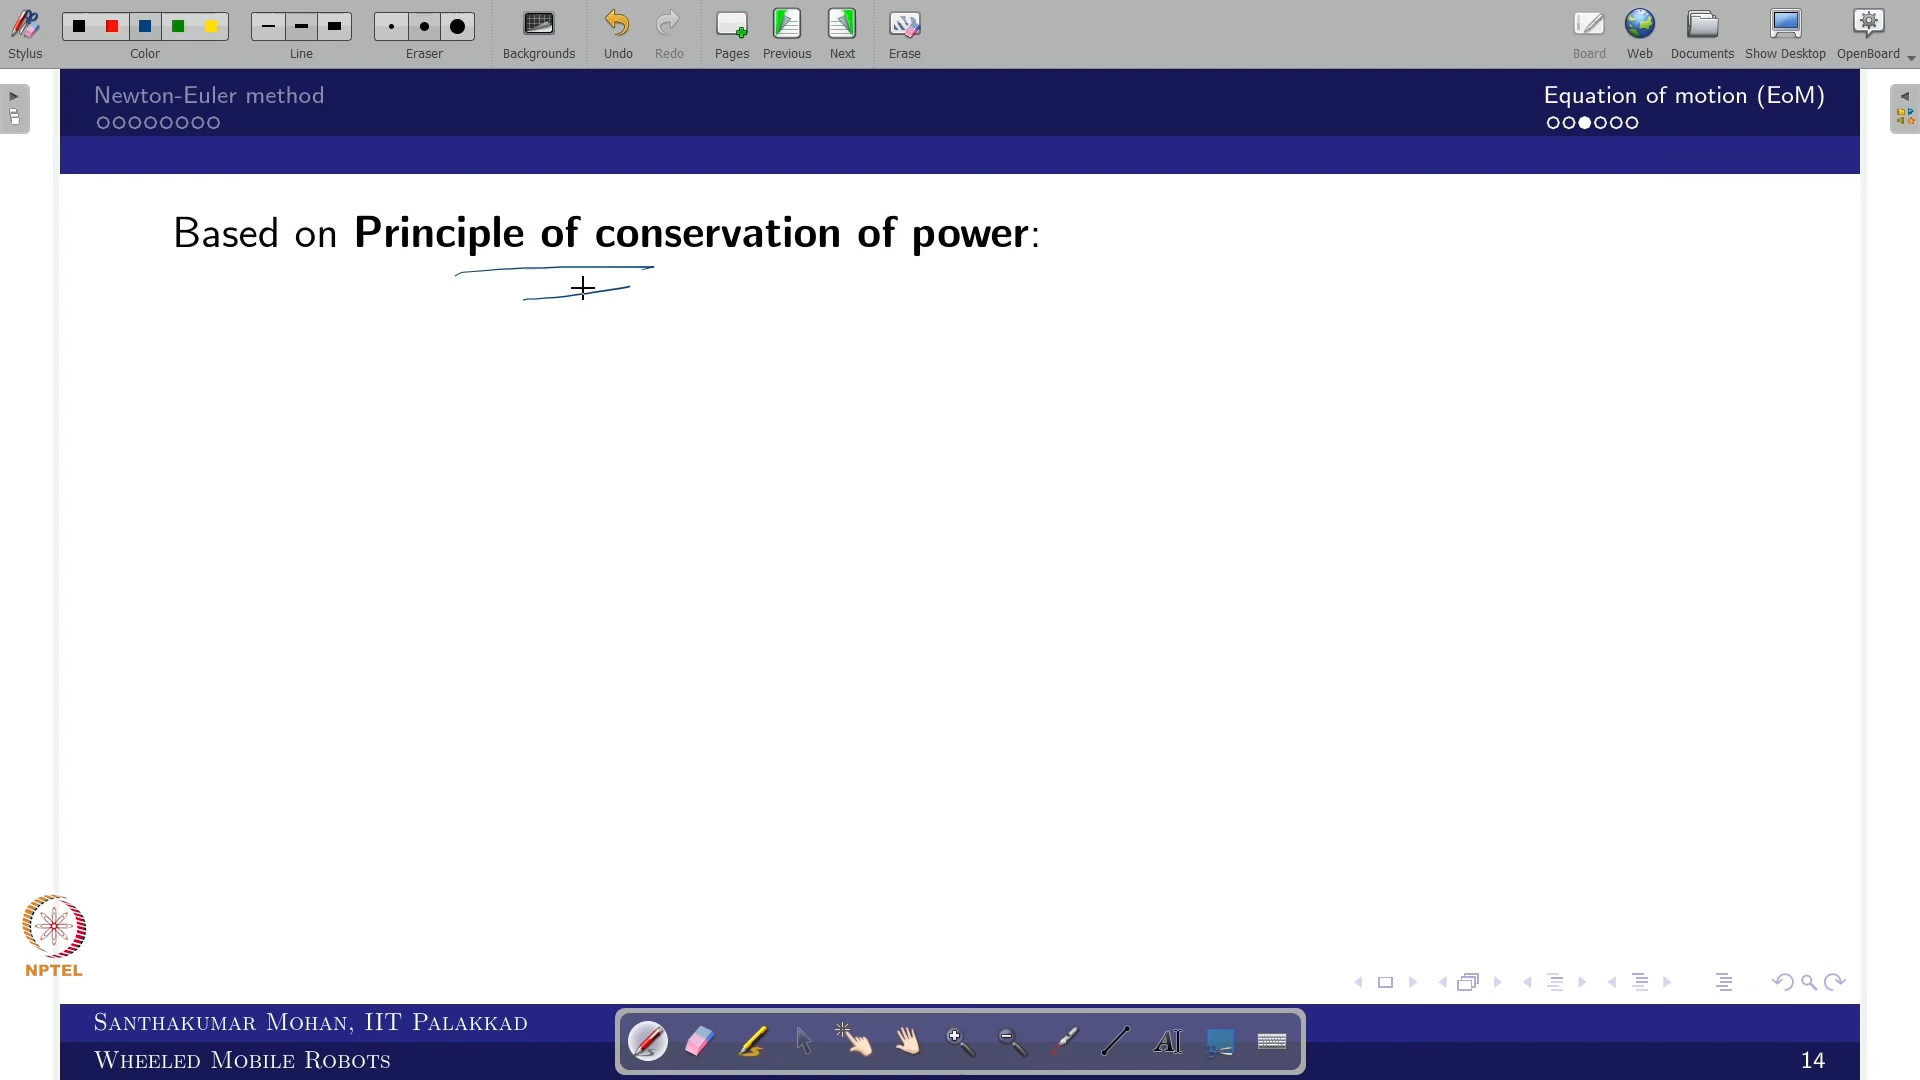 Stylus
Color
Line
Eraser
Backgrounds
Undo
Redo
Pages
Previous
Next
Erase
Board
Web
Documents
Show Desktop
OpenBoard
Newton-Euler method
Equation of motion (EoM)
Based on Principle of conservation of power:
NPTEL
Santhakumar Mohan, IIT Palakkad
Wheeled Mobile Robots
AI
14